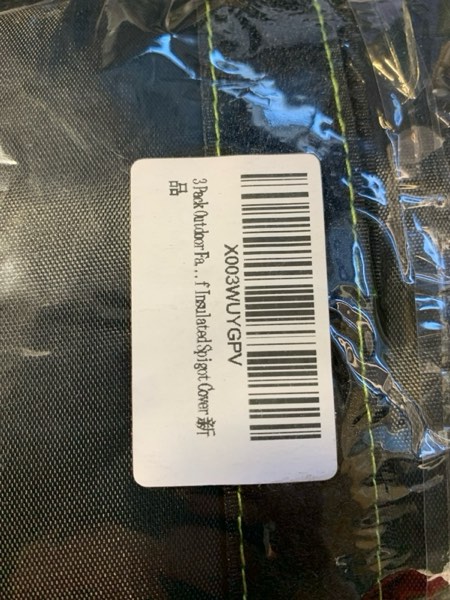 X003WUYGPV
3 Pack Outdoor Fa...f Insulated Spigot Cover 新
品